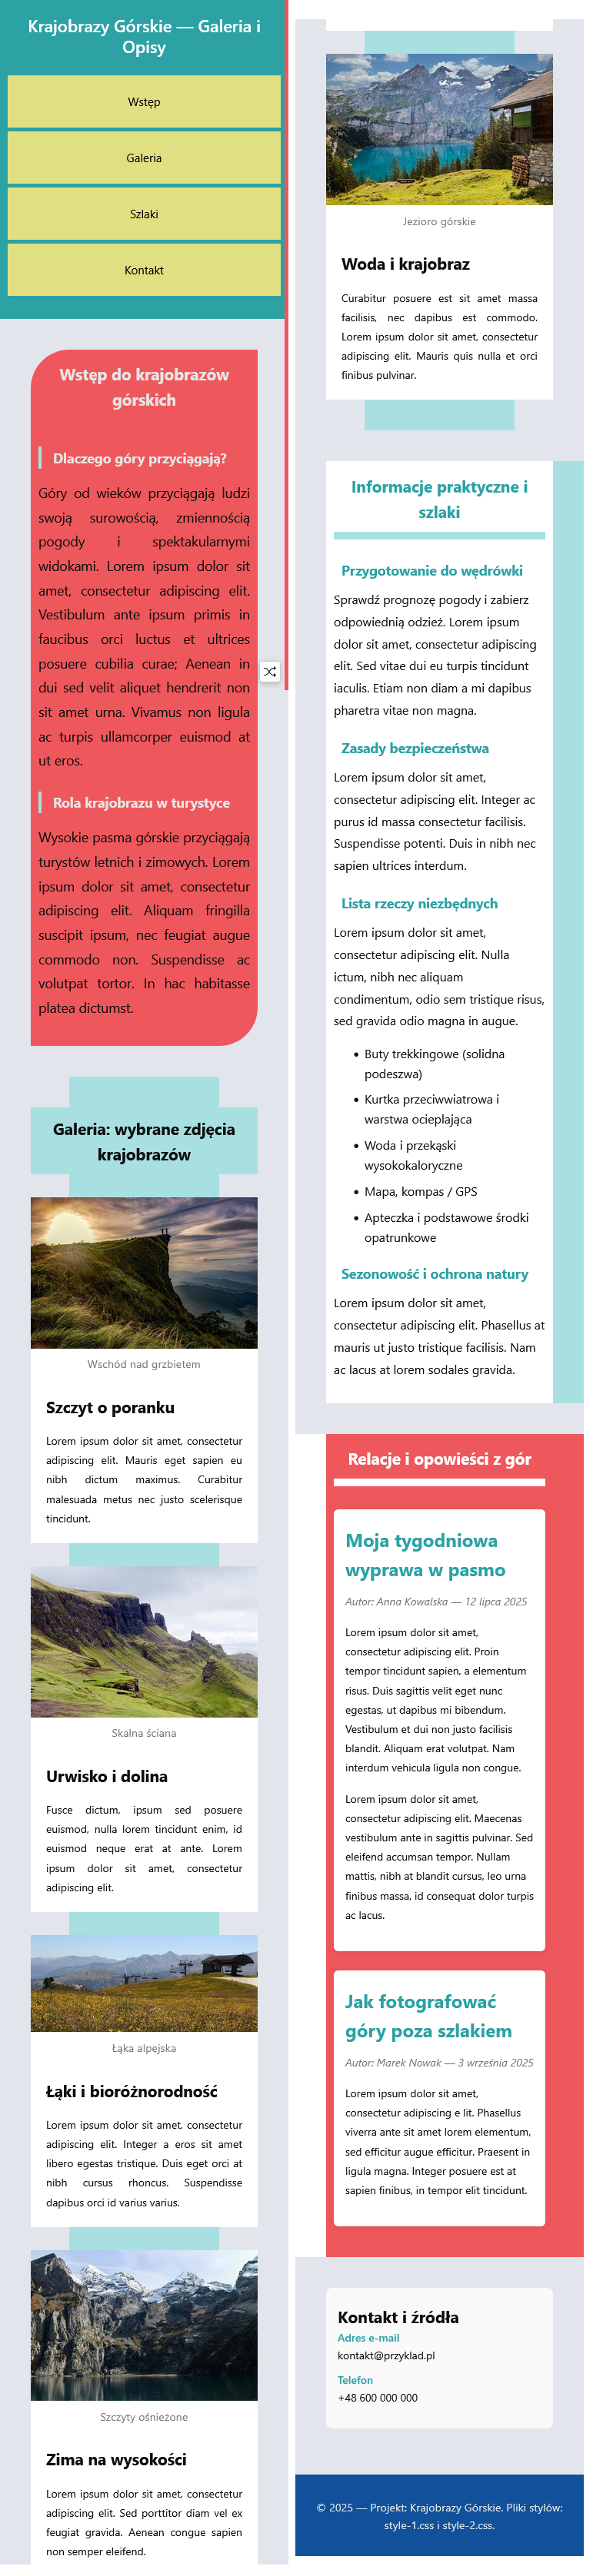 Krajobrazy Górskie — Galeria i
Opisy
Wstęp
Galeria
Szlaki
Kontakt
Wstęp do krajobrazów
górskich
Dlaczego góry przyciągają?
Góry od wieków przyciągają ludzi
swoją surowością, zmiennością
pogody i spektakularnymi
widokami. Lorem ipsum dolor sit
amet, consectetur adipiscing elit.
Vestibulum ante ipsum primis in
faucibus orci luctus et ultrices
posuere cubilia curae; Aenean in
dui sed velit aliquet hendrerit non
sit amet urna. Vivamus non ligula
ac turpis ullamcorper euismod at
ut eros.
Rola krajobrazu w turystyce
Wysokie pasma górskie przyciągają
turystów letnich i zimowych. Lorem
ipsum dolor sit amet, consectetur
adipiscing elit. Aliquam fringilla
suscipit ipsum, nec feugiat augue
commodo non. Suspendisse ac
volutpat tortor. In hac habitasse
platea dictumst.
Galeria: wybrane zdjęcia
krajobrazów
Wschód nad grzbietem
Szczyt o poranku
Lorem ipsum dolor sit amet, consectetur
adipiscing elit. Mauris eget sapien eu
nibh dictum maximus. Curabitur
malesuada metus nec justo scelerisque
tincidunt.
Skalna ściana
Urwisko i dolina
Fusce dictum, ipsum sed posuere
euismod, nulla lorem tincidunt enim, id
euismod neque erat at ante. Lorem
ipsum dolor sit amet, consectetur
adipiscing elit.
Łąka alpejska
Łąki i bioróżnorodność
Lorem ipsum dolor sit amet, consectetur
adipiscing elit. Integer a eros sit amet
libero egestas tristique. Duis eget orci at
nibh cursus rhoncus. Suspendisse
dapibus orci id varius varius.
Szczyty ośnieżone
Zima na wysokości
Lorem ipsum dolor sit amet, consectetur
adipiscing elit. Sed porttitor diam vel ex
feugiat gravida. Aenean congue sapien
non semper eleifend.
Jezioro górskie
Woda i krajobraz
Curabitur posuere est sit amet massa
facilisis, nec dapibus est commodo.
Lorem ipsum dolor sit amet, consectetur
adipiscing elit. Mauris quis nulla et orci
finibus pulvinar.
Informacje praktyczne i
szlaki
Przygotowanie do wędrówki
Sprawdź prognozę pogody i zabierz
odpowiednią odzież. Lorem ipsum
dolor sit amet, consectetur adipiscing
elit. Sed vitae dui eu turpis tincidunt
iaculis. Etiam non diam a mi dapibus
pharetra vitae non magna.
Zasady bezpieczeństwa
Lorem ipsum dolor sit amet,
consectetur adipiscing elit. Integer ac
purus id massa consectetur facilisis.
Suspendisse potenti. Duis in nibh nec
sapien ultrices interdum.
Lista rzeczy niezbędnych
Lorem ipsum dolor sit amet,
consectetur adipiscing elit. Nulla
ictum, nibh nec aliquam
condimentum, odio sem tristique risus,
sed gravida odio magna in augue.
• Buty trekkingowe (solidna
podeszwa)
• Kurtka przeciwwiatrowa i
warstwa ocieplająca
• Woda i przekąski
wysokokaloryczne
• Mapa, kompas / GPS
• Apteczka i podstawowe środki
opatrunkowe
Sezonowość i ochrona natury
Lorem ipsum dolor sit amet,
consectetur adipiscing elit. Phasellus at
mauris ut justo tristique facilisis. Nam
ac lacus at lorem sodales gravida.
Relacje i opowieści z gór
Moja tygodniowa
wyprawa w pasmo
Autor: Anna Kowalska — 12 lipca 2025
Lorem ipsum dolor sit amet,
consectetur adipiscing elit. Proin
tempor tincidunt sapien, a elementum
risus. Duis sagittis velit eget nunc
egestas, ut dapibus mi bibendum.
Vestibulum et dui non justo facilisis
blandit. Aliquam erat volutpat. Nam
interdum vehicula ligula non congue.
Lorem ipsum dolor sit amet,
consectetur adipiscing elit. Maecenas
vestibulum ante in sagittis pulvinar. Sed
eleifend accumsan tempor. Nullam
mattis, nibh at blandit cursus, leo urna
finibus massa, id consequat dolor turpis
ac lacus.
Jak fotografować
góry poza szlakiem
Autor: Marek Nowak — 3 września 2025
Lorem ipsum dolor sit amet,
consectetur adipiscing e lit. Phasellus
viverra ante sit amet lorem elementum,
sed efficitur augue efficitur. Praesent in
ligula magna. Integer posuere est at
sapien finibus, in tempor elit tincidunt.
Kontakt i źródła
Adres e-mail
kontakt@przyklad.pl
Telefon
+48 600 000 000
© 2025 — Projekt: Krajobrazy Górskie. Pliki stylów:
style-1.css i style-2.css.